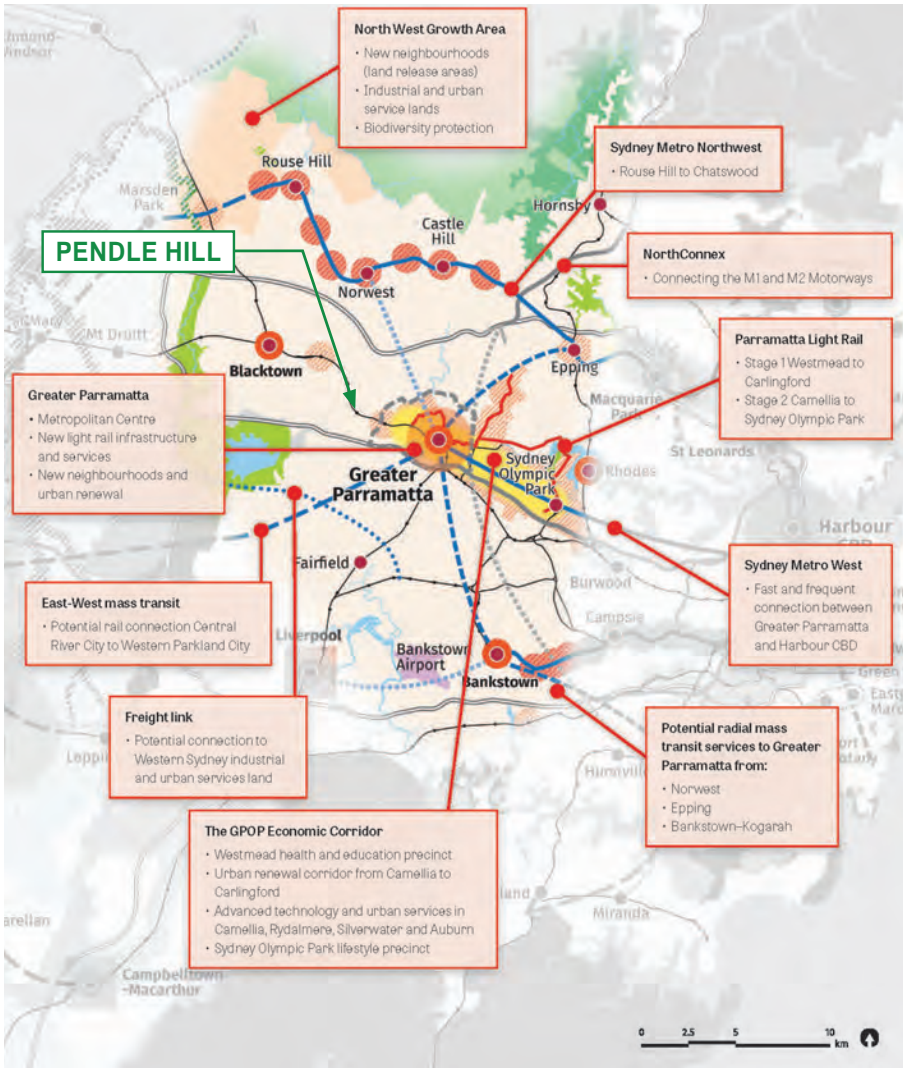 North West Growth Area
• New neighbourhoods
(land release areas)
• Industrial and urban
service lands
• Biodiversity protection
Sydney Metro Northwest
• Rouse Hill to Chatswood
Rouse Hill
Marsden
Park
Hornsby
Castle
Hill
PENDLE HILL
NorthConnex
• Connecting the M1 and M2 Motorways
Norwest
Mt Druitt
Blacktown
Epping
Parramatta Light Rail
• Stage 1 Westmead to
Carlingford
• Stage 2 Camellia to
Sydney Olympic Park
Greater Parramatta
• Metropolitan Centre
• New light rail infrastructure
and services
• New neighbourhoods and
urban renewal
Macquarie
Park
St Leonards
Sydney
Olympic
Park
Rhodes
Greater
Parramatta
Harbour
CBD
Fairfield
Burwood
Sydney Metro West
• Fast and frequent
connection between
Greater Parramatta
and Harbour CBD
East-West mass transit
• Potential rail connection Central
River City to Western Parkland City
Campsie
Liverpool
Bankstown
Airport
Bankstown
Green
Freight link
• Potential connection to
Western Sydney industrial
and urban services land
Potential radial mass
transit services to Greater
Parramatta from:
• Norwest
• Epping
• Bankstown–Kogarah
The GPOP Economic Corridor
• Westmead health and education precinct
• Urban renewal corridor from Camellia to
Carlingford
• Advanced technology and urban services in
Camellia, Rydalmere, Silverwater and Auburn
• Sydney Olympic Park lifestyle precinct
Miranda
Campbelltown
-Macarthur
0 2.5 5 10
km